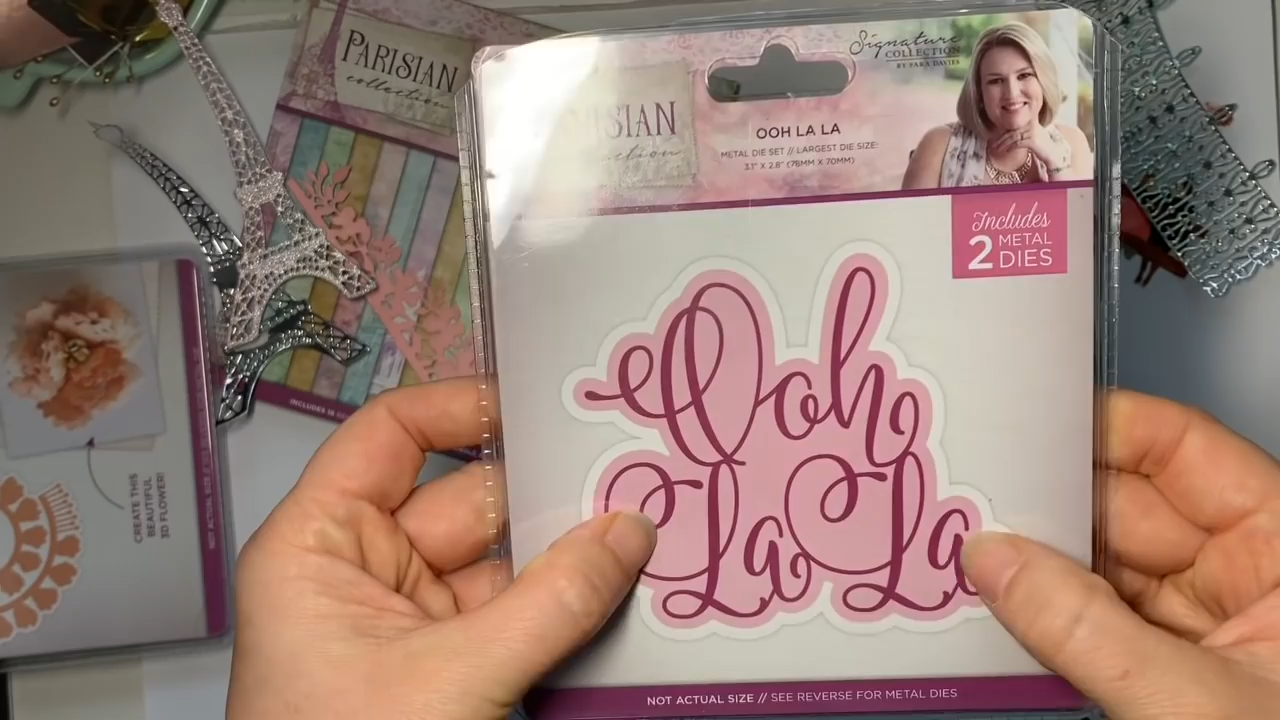 PARISIAN
collection
Signature
COLLECTION
BY SARA DAVIES
OOH LA LA
METAL DIE SET // LARGEST DIE SIZE:
3.1" X 2.8" (78MM X 70MM)
Includes
2 METAL
DIES
Ooh
La La
CREATE THIS
BEAUTIFUL
3D FLOWER!
NOT ACTUAL SIZE // SEE REVERSE FOR METAL DIES